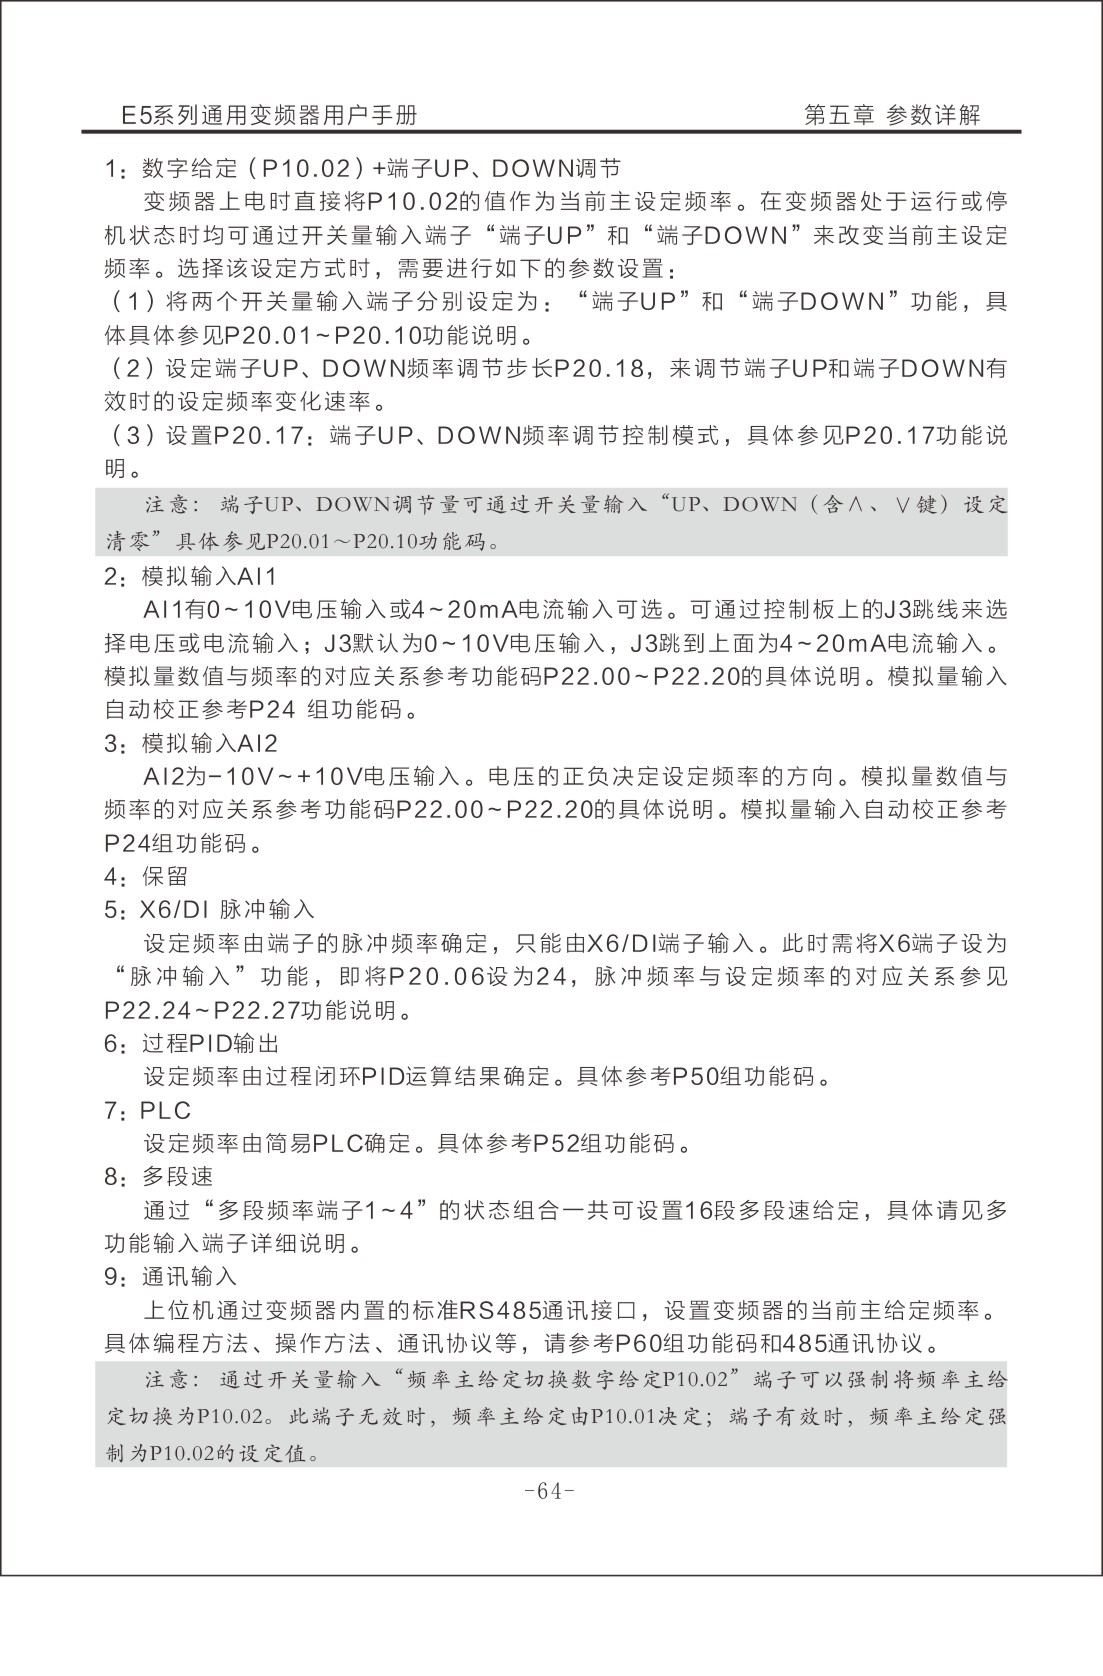 E5系列通用变频器用户手册 第五章 参数详解
1：数字给定（P10.02）+端子UP、DOWN调节
变频器上电时直接将P10.02的值作为当前主设定频率。在变频器处于运行或停
机状态时均可通过开关量输入端子“端子UP”和“端子DOWN”来改变当前主设定
频率。选择该设定方式时，需要进行如下的参数设置：
（1）将两个开关量输入端子分别设定为：“端子UP”和“端子DOWN”功能，具
体具体参见P20.01~P20.10功能说明。
（2）设定端子UP、DOWN频率调节步长P20.18，来调节端子UP和端子DOWN有
效时的设定频率变化速率。
（3）设置P20.17：端子UP、DOWN频率调节控制模式，具体参见P20.17功能说
明。
注意： 端子UP、DOWN调节量可通过开关量输入“UP、DOWN（含∧、∨键）设定
清零”具体参见P20.01～P20.10功能码。
2：模拟输入AI1
AI1有0~10V电压输入或4~20mA电流输入可选。可通过控制板上的J3跳线来选
择电压或电流输入；J3默认为0~10V电压输入，J3跳到上面为4~20mA电流输入。
模拟量数值与频率的对应关系参考功能码P22.00~P22.20的具体说明。模拟量输入
自动校正参考P24 组功能码。
3：模拟输入AI2
AI2为-10V~+10V电压输入。电压的正负决定设定频率的方向。模拟量数值与
频率的对应关系参考功能码P22.00~P22.20的具体说明。模拟量输入自动校正参考
P24组功能码。
4：保留
5：X6/DI 脉冲输入
设定频率由端子的脉冲频率确定，只能由X6/DI端子输入。此时需将X6端子设为
“脉冲输入”功能，即将P20.06设为24，脉冲频率与设定频率的对应关系参见
P22.24~P22.27功能说明。
6：过程PID输出
设定频率由过程闭环PID运算结果确定。具体参考P50组功能码。
7：PLC
设定频率由简易PLC确定。具体参考P52组功能码。
8：多段速
通过“多段频率端子1~4”的状态组合一共可设置16段多段速给定，具体请见多
功能输入端子详细说明。
9：通讯输入
上位机通过变频器内置的标准RS485通讯接口，设置变频器的当前主给定频率。
具体编程方法、操作方法、通讯协议等，请参考P60组功能码和485通讯协议。
注意： 通过开关量输入“频率主给定切换数字给定P10.02”端子可以强制将频率主给
定切换为P10.02。此端子无效时，频率主给定由P10.01决定；端子有效时，频率主给定强
制为P10.02的设定值。
-64-